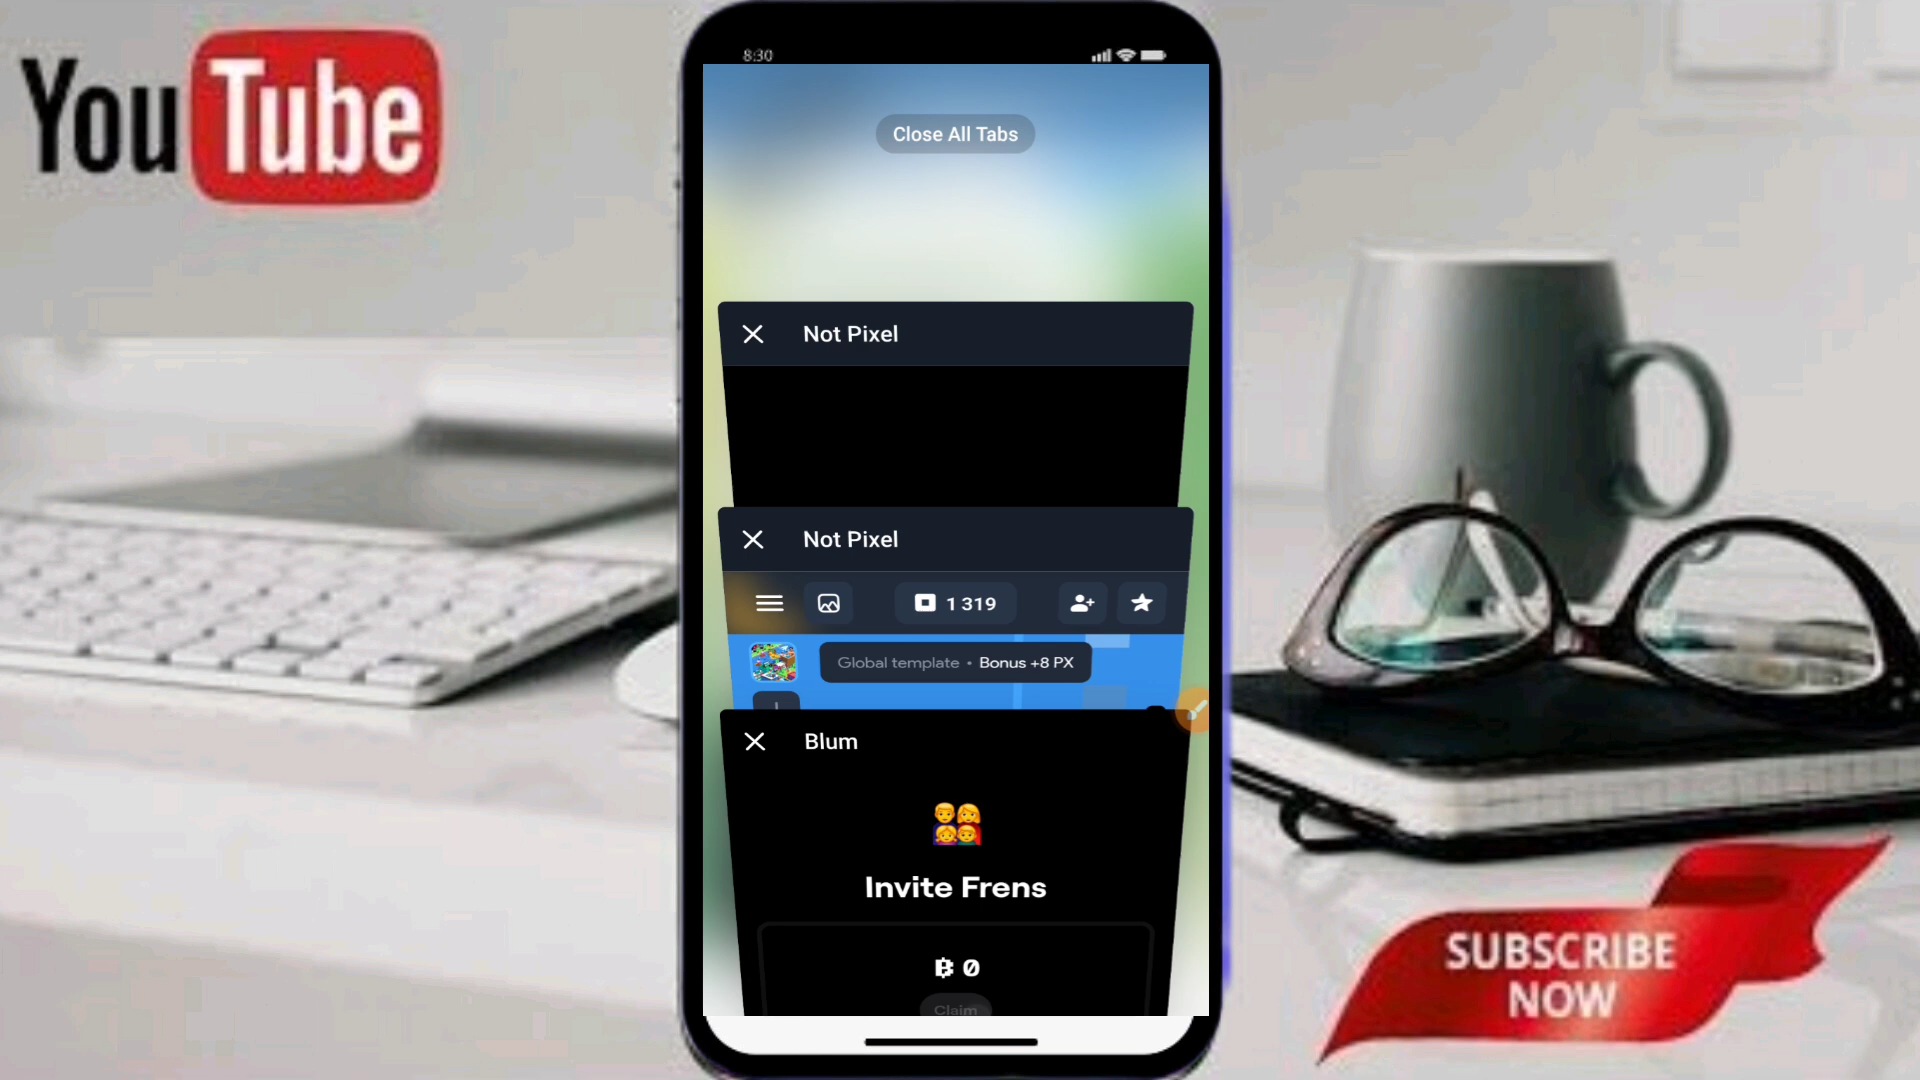 YouTube
8:30
Close All Tabs
Not Pixel
Not Pixel
1 319
Global template • Bonus +8 PX
Blum
Invite Frens
0
Claim
SUBSCRIBE
NOW